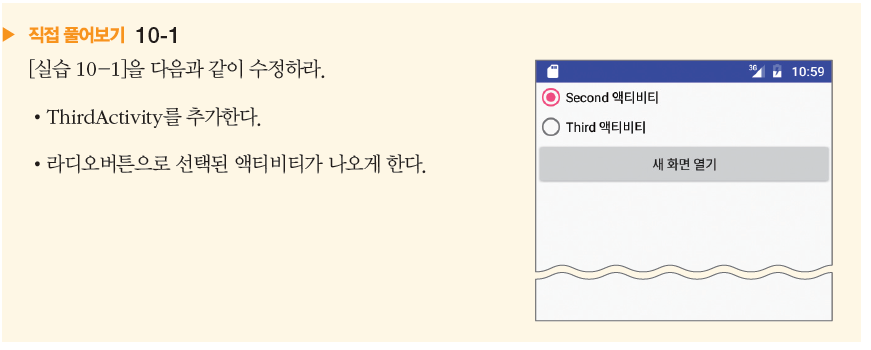 ▶ 직접 풀어보기 10-1
[실습 10-1]을 다음과 같이 수정하라.
• ThirdActivity를 추가한다.
• 라디오버튼으로 선택된 액티비티가 나오게 한다.
3G 10:59
Second 액티비티
Third 액티비티
새 화면 열기